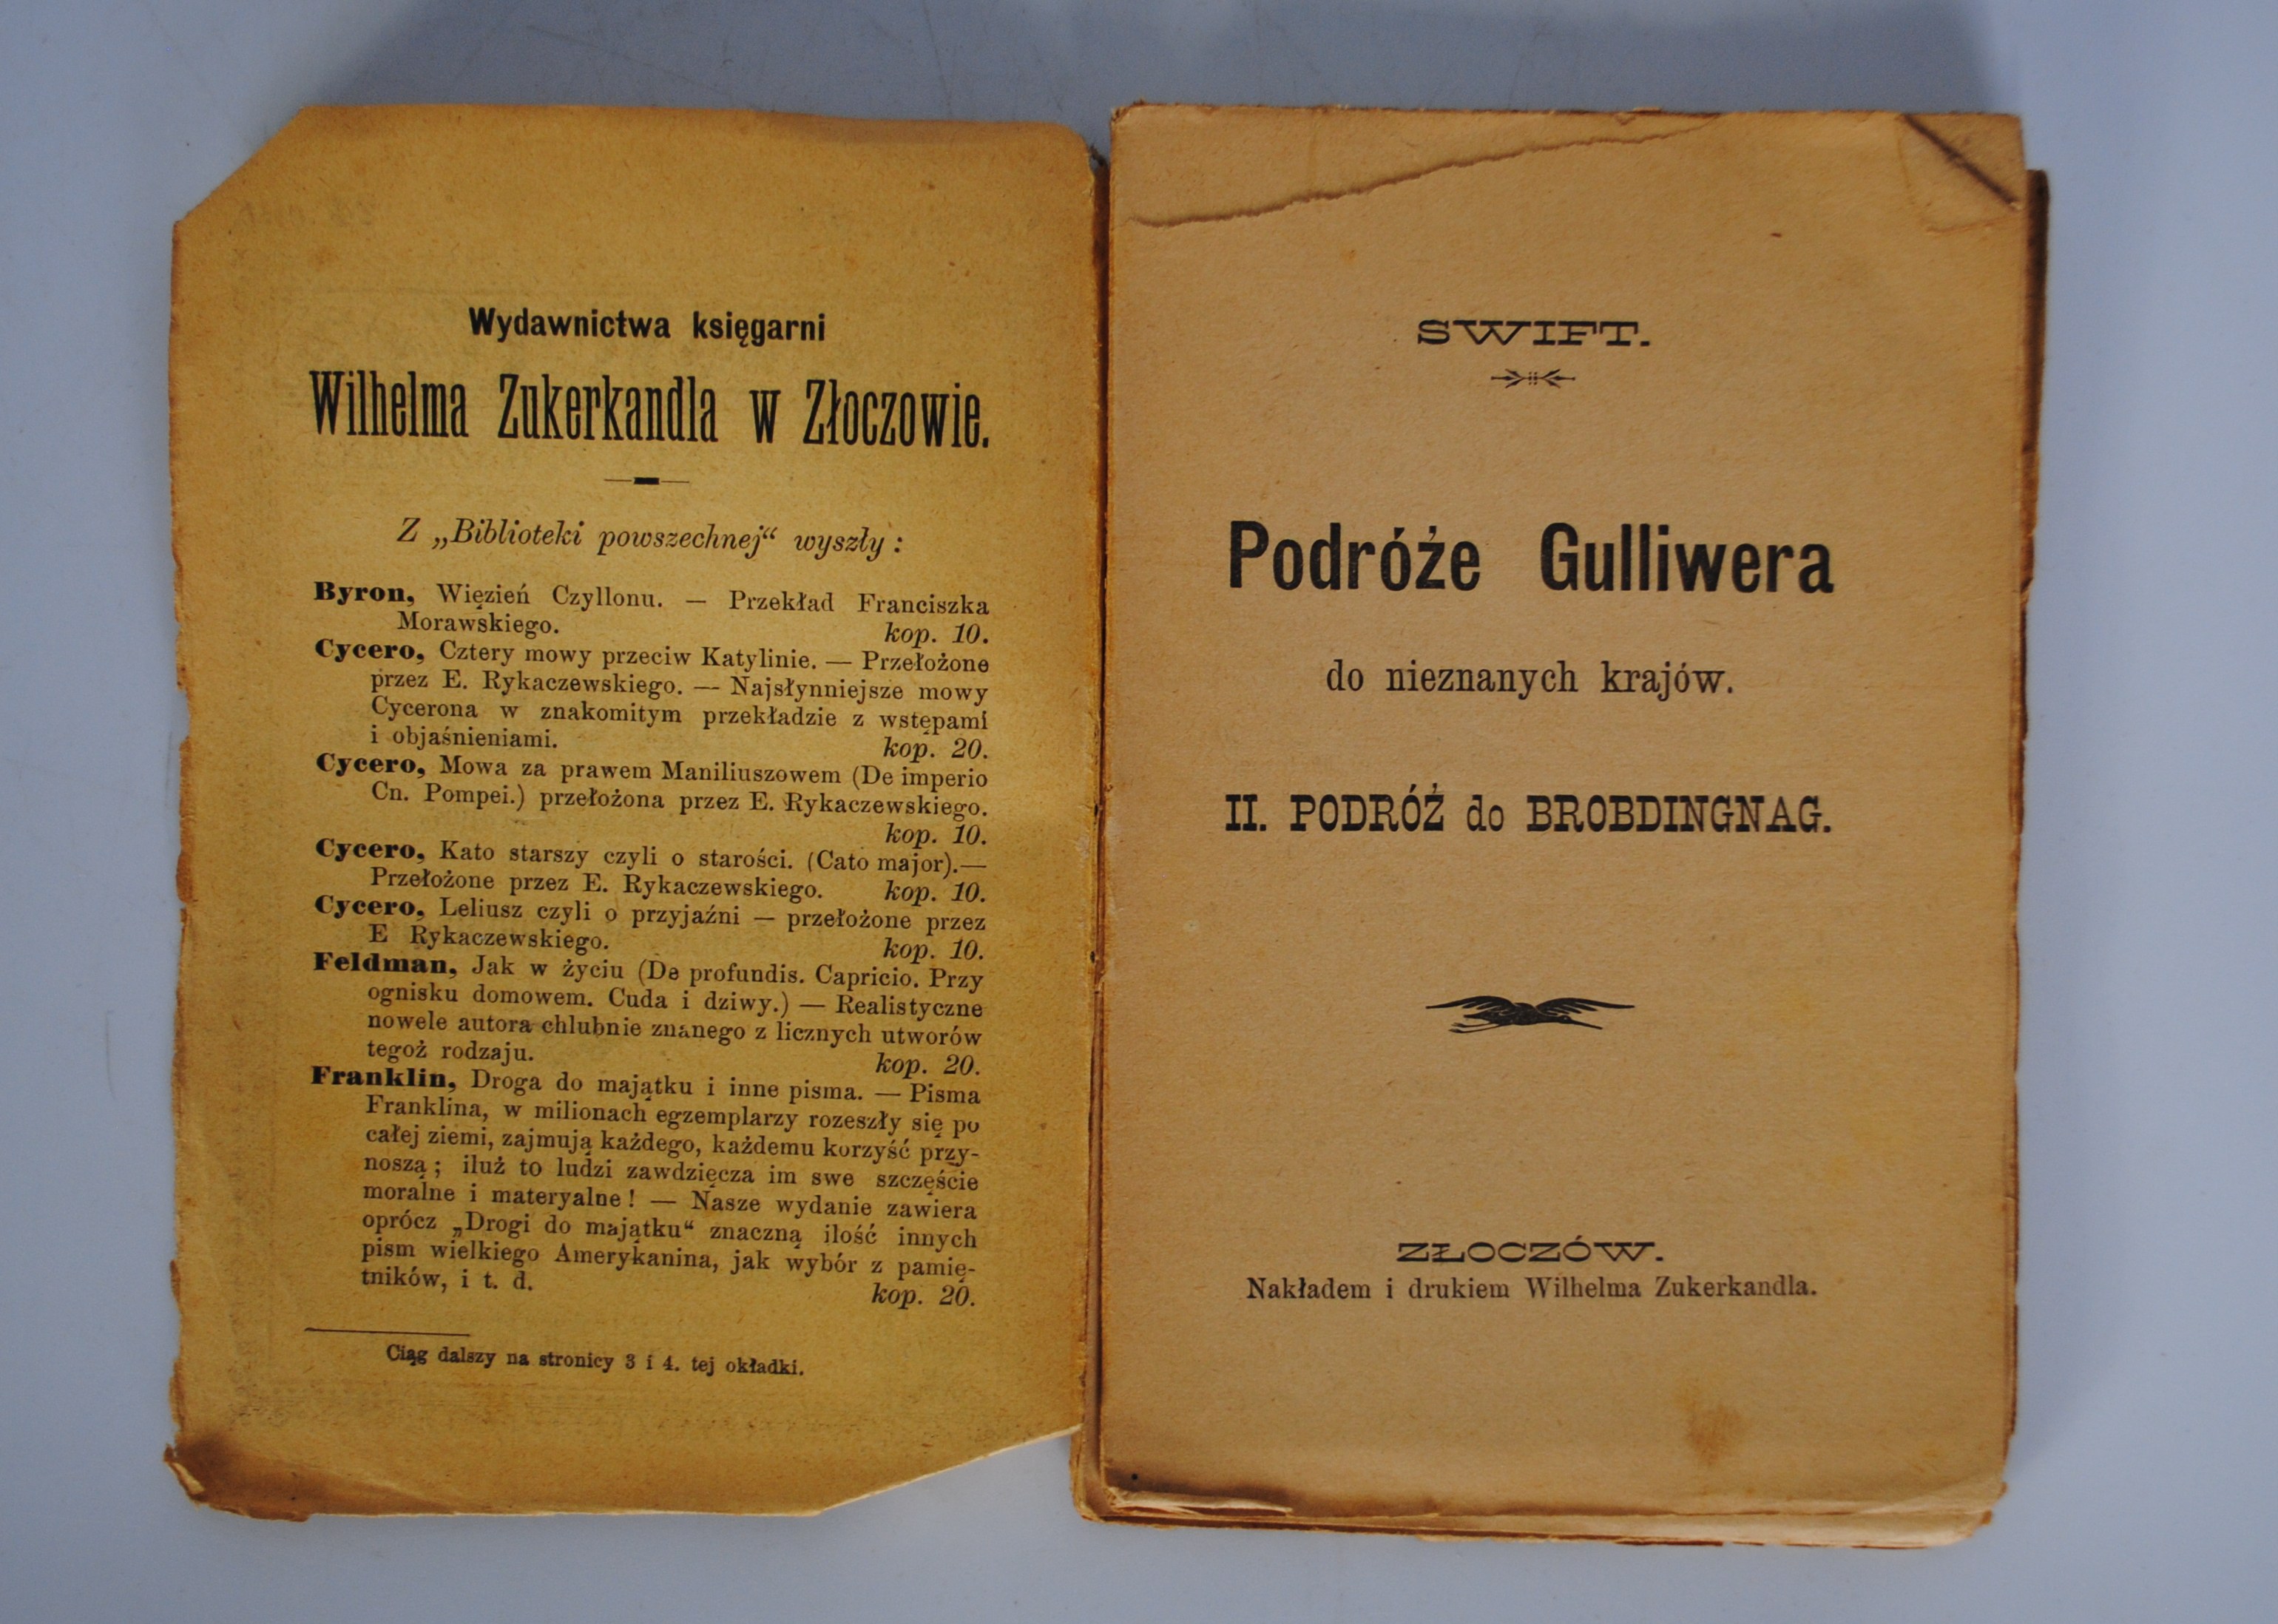 Wydawnictwa księgarni
Wilhelma Zukerkandla w Złoczowie.
Z „Biblioteki powszechnej“ wyszły :
Byron, Więzień Czyllonu. — Przekład Franciszka
Morawskiego. kop. 10.
Cycero, Cztery mowy przeciw Katylinie. — Przełożone
przez E. Rykaczewskiego. — Najsłynniejsze mowy
Cycerona w znakomitym przekładzie z wstępami
i objaśnieniami. kop. 20.
Cycero, Mowa za prawem Maniliuszowem (De imperio
Cn. Pompei.) przełożona przez E. Rykaczewskiego.
kop. 10.
Cycero, Kato starszy czyli o starości. (Cato major).—
Przełożone przez E. Rykaczewskiego. kop. 10.
Cycero, Leliusz czyli o przyjaźni — przełożone przez
E Rykaczewskiego. kop. 10.
Feldman, Jak w życiu (De profundis. Capricio. Przy
ognisku domowem. Cuda i dziwy.) — Realistyczne
nowele autora chlubnie znanego z licznych utworów
tegoż rodzaju. kop. 20.
Franklin, Droga do majątku i inne pisma. — Pisma
Franklina, w milionach egzemplarzy rozeszły się po
całej ziemi, zajmują każdego, każdemu korzyść przy-
noszą ; iluż to ludzi zawdzięcza im swe szczęście
moralne i materyalne ! — Nasze wydanie zawiera
oprócz „Drogi do majątku“ znaczną ilość innych
pism wielkiego Amerykanina, jak wybór z pamię-
tników, i t. d. kop. 20.
Ciąg dalszy na stronicy 3 i 4. tej okładki.
SWIFT.
Podróże Gulliwera
do nieznanych krajów.
II. PODRÓŻ do BROBDINGNAG.
ZŁOCZÓW.
Nakładem i drukiem Wilhelma Zukerkandla.